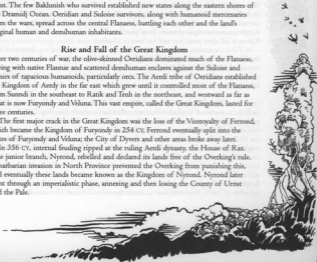 st. The few Baklunish who survived established new states along the eastern shores of
Dramidj Ocean. Oeridian and Suloise survivors, along with humanoid mercenaries
m the wars, spread across the central Flanaess, battling each other and the land's
ginal human and demihuman inhabitants.
Rise and Fall of the Great Kingdom
er two centuries of war, the olive-skinned Oeridians dominated much of the Flanaess,
ying with native Flannae and scattered demihuman enclaves against the Suloise and
nies of rapacious humanoids, particularly orcs. The Aerdi tribe of Oeridians established
Kingdom of Aerdy in the far east which grew until it controlled most of the Flanaess,
m Sunndi in the southeast to Ratik and Tenh in the northeast, and westward as far as
at is now Furyondy and Veluna. This vast empire, called the Great Kingdom, lasted for
ee centuries.
The first major crack in the Great Kingdom was the loss of the Viceroyalty of Ferrond,
ich became the Kingdom of Furyondy in 254 CY. Ferrond eventually split into the
ons of Furyondy and Veluna; the City of Dyvers and other areas broke away later.
In 356 CY, internal feuding ripped at the ruling Aerdi dynasty, the House of Rax.
e junior branch, Nyrond, rebelled and declared its lands free of the Overking's rule.
barbarian invasion in North Province prevented the Overking from punishing this,
d eventually these lands became known as the Kingdom of Nyrond. Nyrond later
nt through an imperialistic phase, annexing and then losing the County of Urnst
d the Pale.